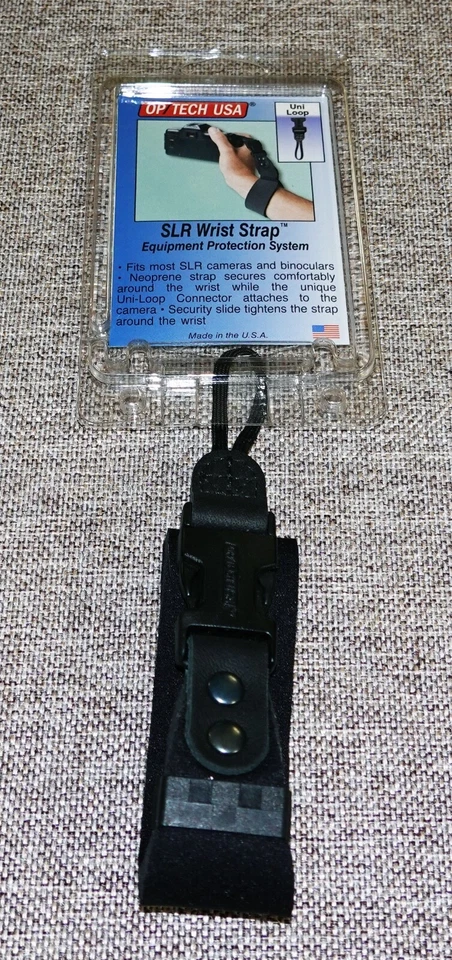 OP/TECH USA®
Uni
Loop
SLR Wrist Strap™
Equipment Protection System
• Fits most SLR cameras and binoculars
• Neoprene strap secures comfortably
around the wrist while the unique
Uni-Loop Connector attaches to the
camera • Security slide tightens the strap
around the wrist
Made in the U.S.A.